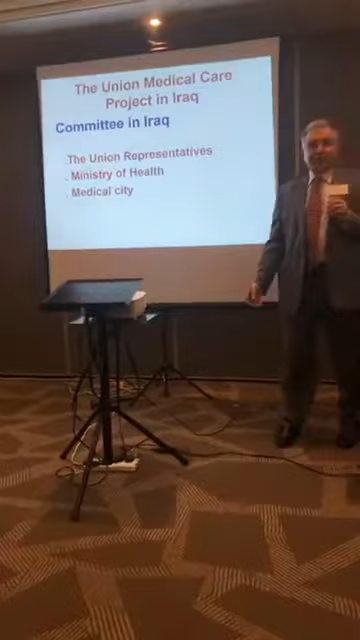 The Union Medical Care
Project in Iraq
Committee in Iraq
.The Union Representatives
. Ministry of Health
. Medical city